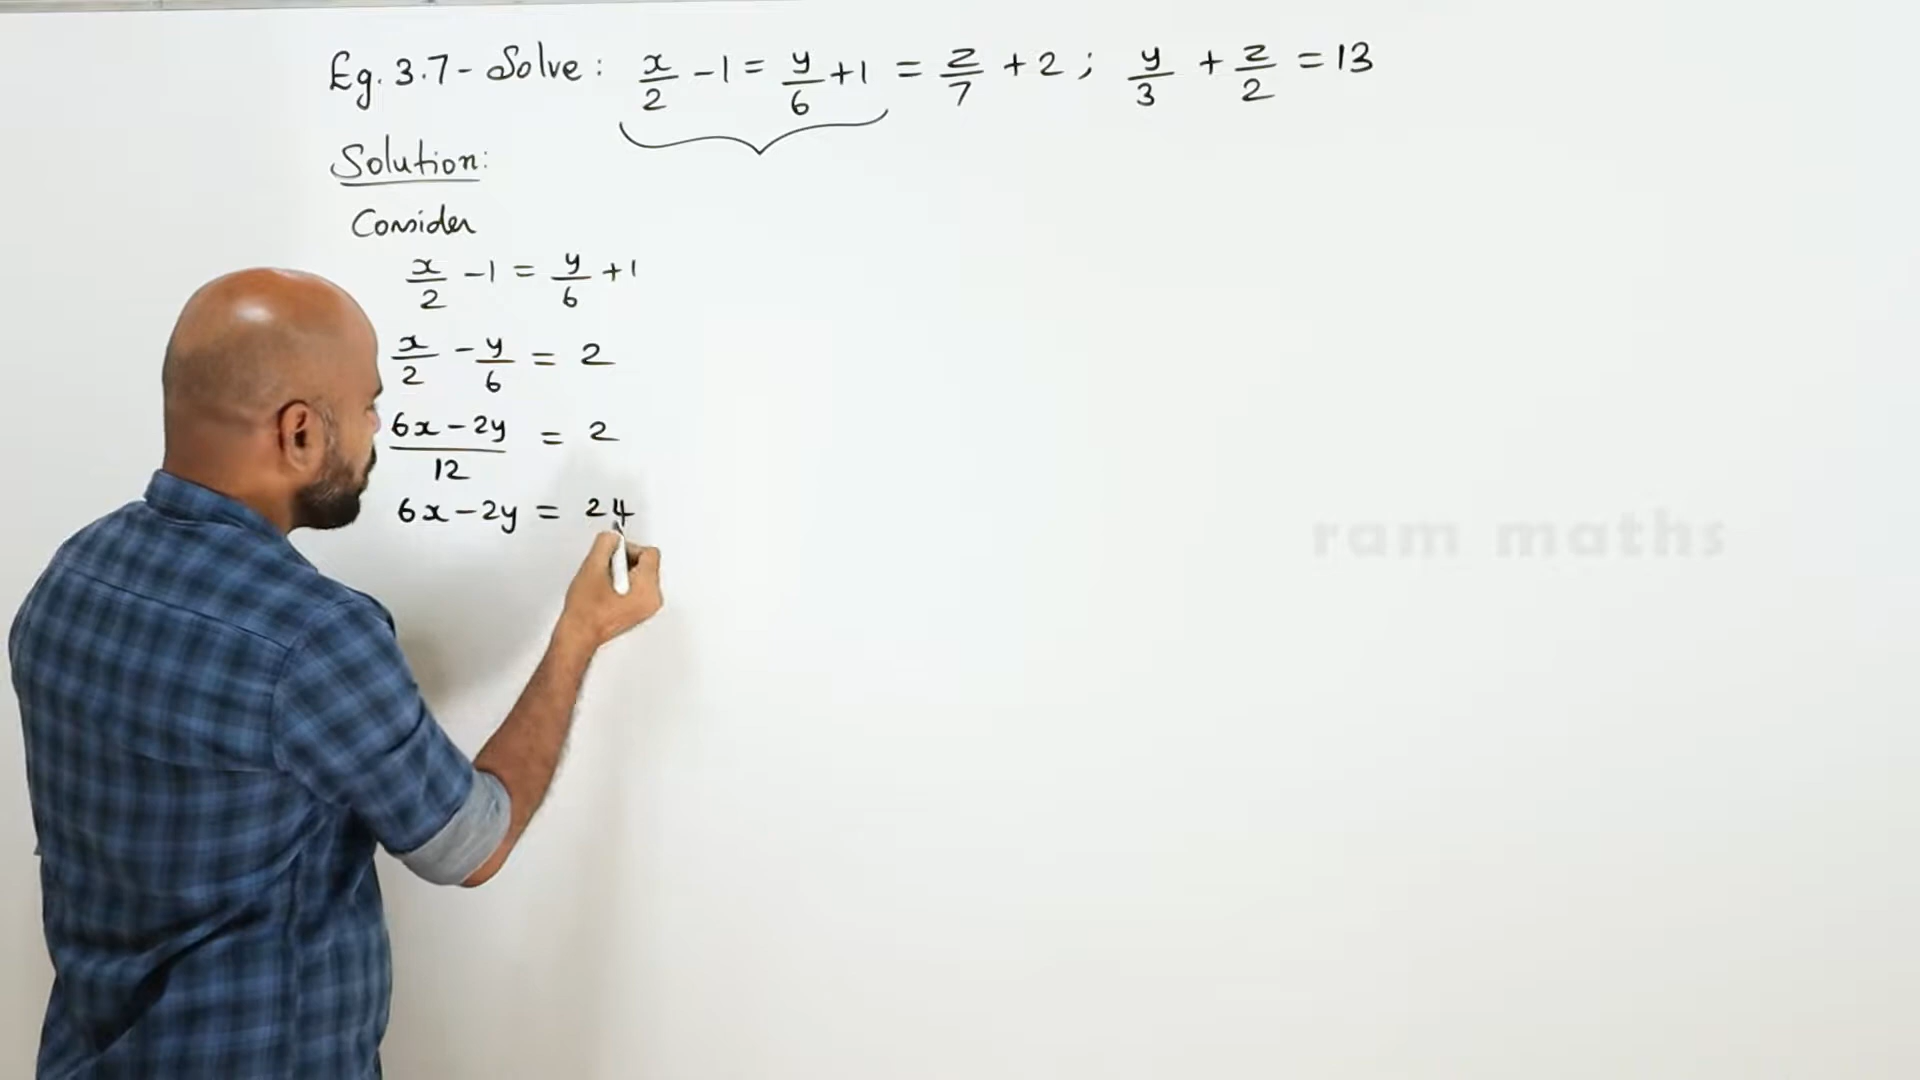 Eg. 3.7 - Solve : x/2 - 1 = y/6 + 1 = z/7 + 2 ; y/3 + z/2 = 13
Solution:
Consider
x/2 - 1 = y/6 + 1
x/2 - y/6 = 2
6x - 2y / 12 = 2
6x - 2y = 24
ram maths